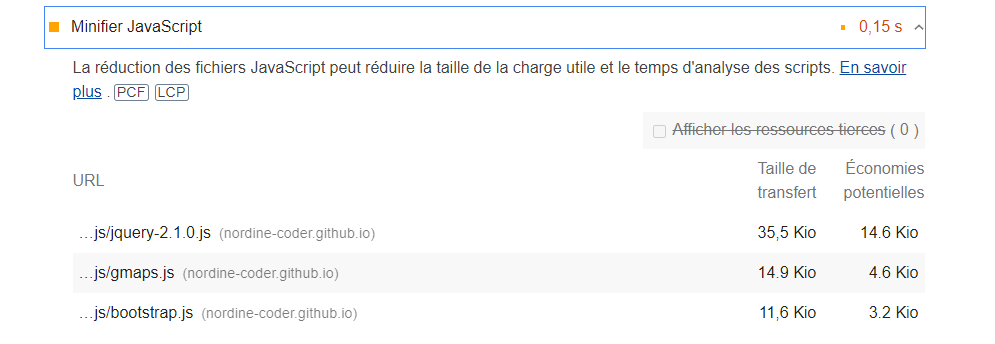 Minifier JavaScript 0,15 s
La réduction des fichiers JavaScript peut réduire la taille de la charge utile et le temps d'analyse des scripts. En savoir
plus . PCF LCP
Afficher les ressources tierces ( 0 )
URL Taille de transfert Économies potentielles
…js/jquery-2.1.0.js (nordine-coder.github.io) 35,5 Kio 14.6 Kio
…js/gmaps.js (nordine-coder.github.io) 14.9 Kio 4.6 Kio
…js/bootstrap.js (nordine-coder.github.io) 11,6 Kio 3.2 Kio